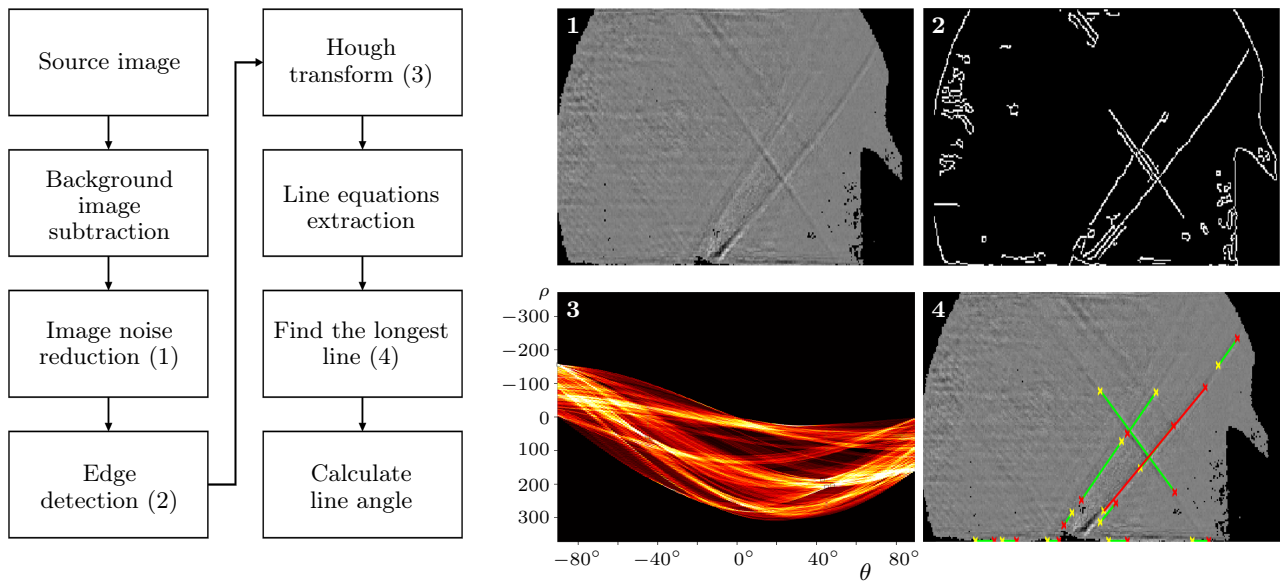 Source image
Background
image
subtraction
Image noise
reduction (1)
Edge
detection (2)
Hough
transform (3)
Line equations
extraction
Find the longest
line (4)
Calculate
line angle
1
2
3
ρ
−300
−200
−100
0
100
200
300
−80° −40° 0° 40° 80°
θ
4